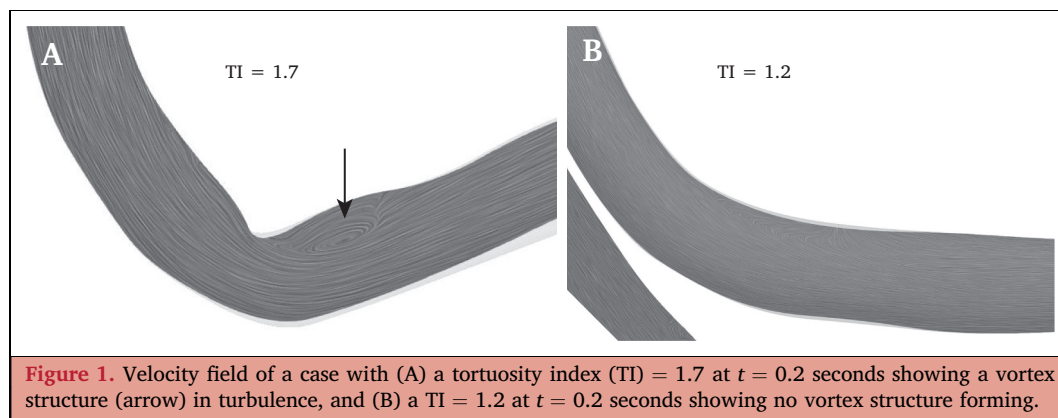 A
TI = 1.7
B
TI = 1.2
Figure 1. Velocity field of a case with (A) a tortuosity index (TI) = 1.7 at t = 0.2 seconds showing a vortex
structure (arrow) in turbulence, and (B) a TI = 1.2 at t = 0.2 seconds showing no vortex structure forming.